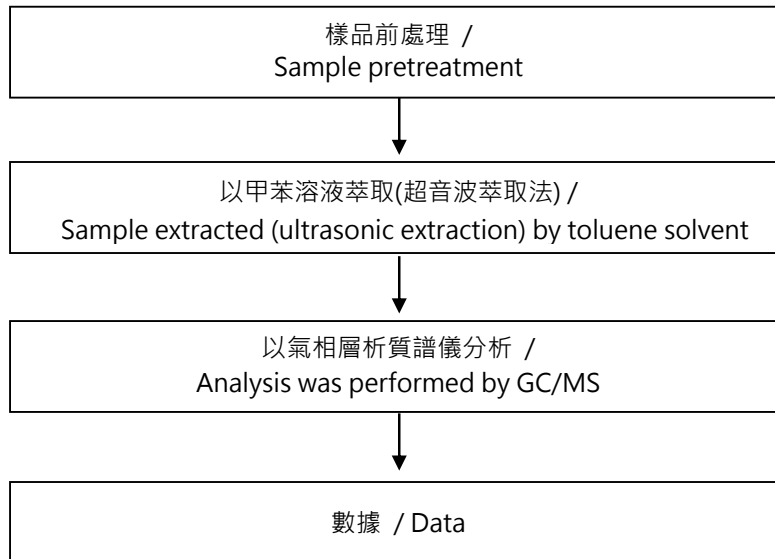 樣品前處理 /
Sample pretreatment
以甲苯溶液萃取(超音波萃取法) /
Sample extracted (ultrasonic extraction) by toluene solvent
以氣相層析質譜儀分析 /
Analysis was performed by GC/MS
數據 / Data